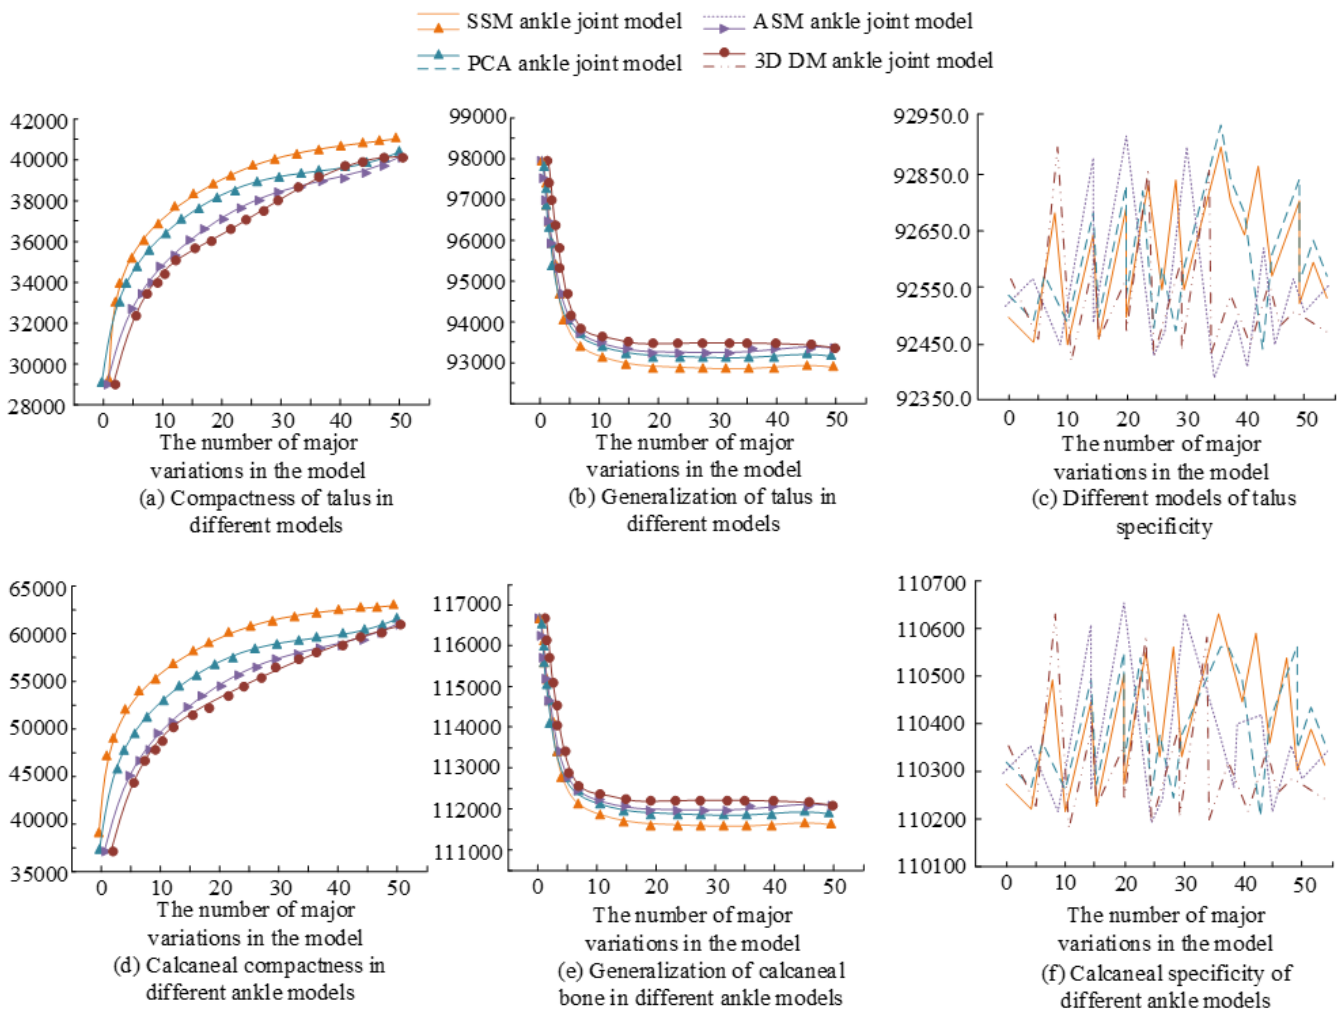 SSM ankle joint model
ASM ankle joint model
PCA ankle joint model
3D DM ankle joint model
42000
40000
38000
36000
34000
32000
30000
28000
0 10 20 30 40 50
The number of major
variations in the model
(a) Compactness of talus in
different models
99000
98000
97000
96000
95000
94000
93000
92000
0 10 20 30 40 50
The number of major
variations in the model
(b) Generalization of talus in
different models
92950.0
92850.0
92650.0
92550.0
92450.0
92350.0
0 10 20 30 40 50
The number of major
variations in the model
(c) Different models of talus
specificity
65000
60000
55000
50000
45000
40000
35000
0 10 20 30 40 50
The number of major
variations in the model
(d) Calcaneal compactness in
different ankle models
117000
116000
115000
114000
113000
112000
111000
0 10 20 30 40 50
The number of major
variations in the model
(e) Generalization of calcaneal
bone in different ankle models
110700
110600
110500
110400
110300
110200
110100
0 10 20 30 40 50
The number of major
variations in the model
(f) Calcaneal specificity of
different ankle models